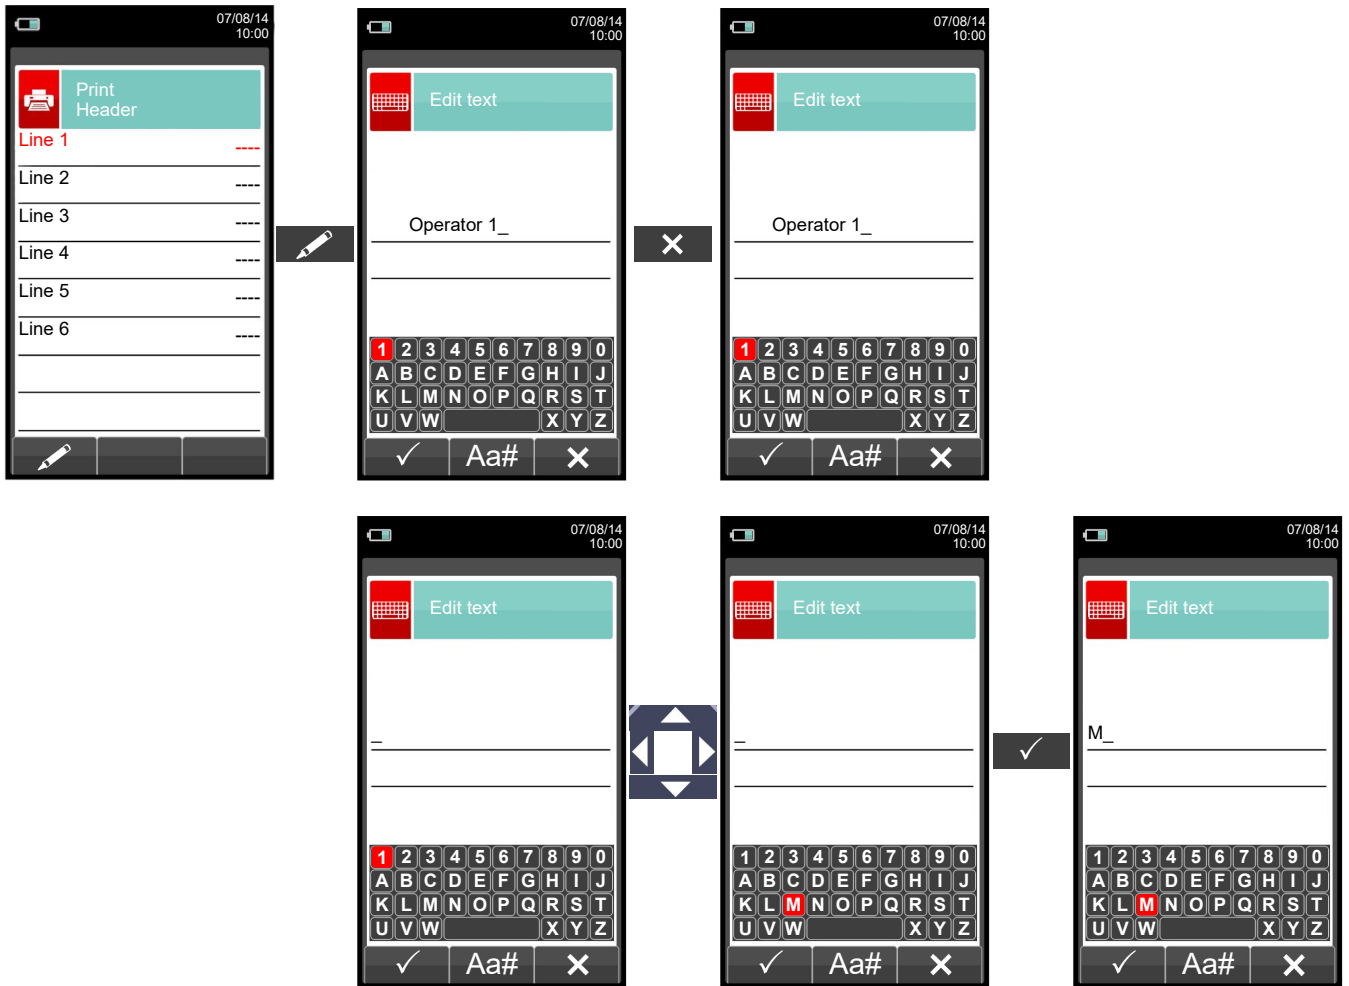 07/08/14
10:00
Print
Header
Line 1 ----
Line 2 ----
Line 3 ----
Line 4 ----
Line 5 ----
Line 6 ----
07/08/14
10:00
Edit text
Operator 1_
1 2 3 4 5 6 7 8 9 0
A B C D E F G H I J
K L M N O P Q R S T
U V W X Y Z
Aa#
07/08/14
10:00
Edit text
Operator 1_
1 2 3 4 5 6 7 8 9 0
A B C D E F G H I J
K L M N O P Q R S T
U V W X Y Z
Aa#
07/08/14
10:00
Edit text
_
1 2 3 4 5 6 7 8 9 0
A B C D E F G H I J
K L M N O P Q R S T
U V W X Y Z
Aa#
07/08/14
10:00
Edit text
_
1 2 3 4 5 6 7 8 9 0
A B C D E F G H I J
K L M N O P Q R S T
U V W X Y Z
Aa#
07/08/14
10:00
Edit text
M_
1 2 3 4 5 6 7 8 9 0
A B C D E F G H I J
K L M N O P Q R S T
U V W X Y Z
Aa#